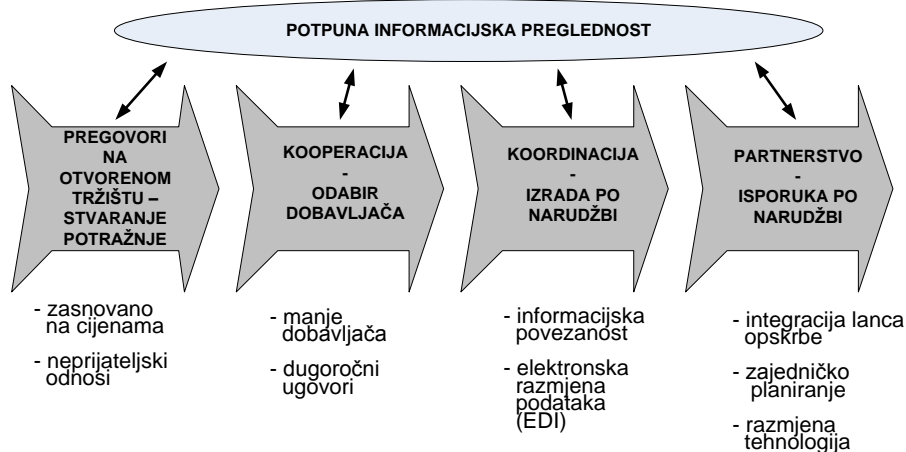 POTPUNA INFORMACIJSKA PREGLEDNOST
PREGOVORI
NA
OTVORENOM
TRŽIŠTU –
STVARANJE
POTRAŽNJE
KOOPERACIJA
-
ODABIR
DOBAVLJAČA
KOORDINACIJA
-
IZRADA PO
NARUDŽBI
PARTNERSTVO
-
ISPORUKA PO
NARUDŽBI
- zasnovano
na cijenama
- neprijateljski
odnosi
- manje
dobavljača
- dugoročni
ugovori
- informacijska
povezanost
- elektronska
razmjena
podataka
(EDI)
- integracija lanca
opskrbe
- zajedničko
planiranje
- razmjena
tehnologija